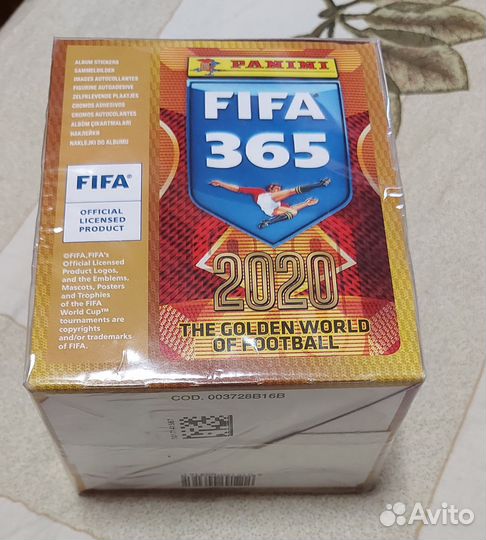 ALBUM STICKERS
SAMMELBILDER
IMAGES AUTOCOLLANTES
FIGURINE AUTOADESIVE
ZELFKLEVENDE PLAATJES
CROMOS ADHESIVOS
CROMOS AUTOCOLANTES
ALBÜM ÇIKARTMALARI
НАКЛЕЙКИ
NAKLEJKI DO ALBUMU
FIFA®
OFFICIAL
LICENSED
PRODUCT
©FIFA,FIFA's
Official Licensed
Product Logos,
and the Emblems,
Mascots, Posters
and Trophies
of the FIFA
World Cup™
tournaments are
copyrights
and/or trademarks
of FIFA.
PANINI
FIFA
365
2020
THE GOLDEN WORLD
OF FOOTBALL
COD. 003728B16B
Avito